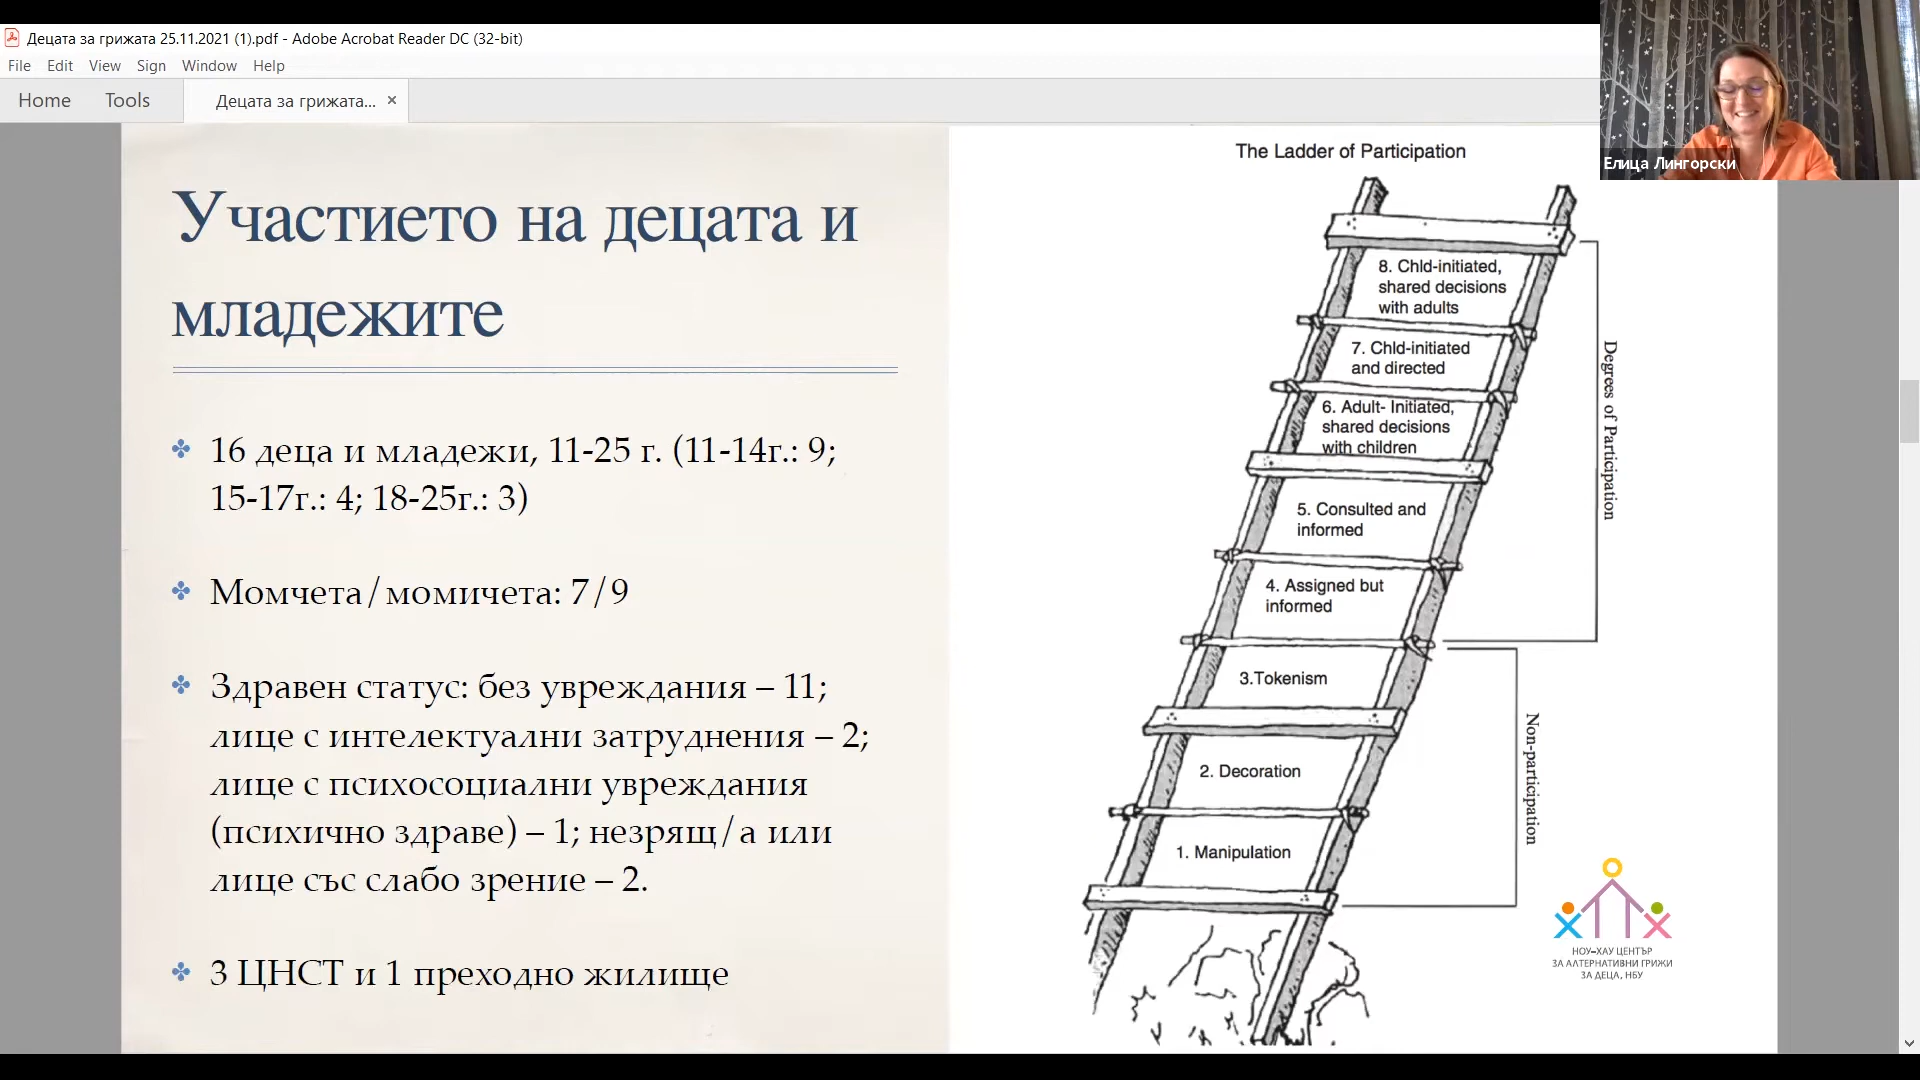 Децата за грижата 25.11.2021 (1).pdf - Adobe Acrobat Reader DC (32-bit)
File Edit View Sign Window Help
Home Tools Децата за грижата... ×
Елица Лингорски
Участието на децата и
младежите
16 деца и младежи, 11-25 г. (11-14г.: 9;
15-17г.: 4; 18-25г.: 3)
Момчета/момичета: 7/9
Здравен статус: без увреждания – 11;
лице с интелектуални затруднения – 2;
лице с психосоциални увреждания
(психично здраве) – 1; незрящ/а или
лице със слабо зрение – 2.
3 ЦНСТ и 1 преходно жилище
The Ladder of Participation
8. Chld-initiated,
shared decisions
with adults
7. Chld-initiated
and directed
6. Adult- Initiated,
shared decisions
with children
5. Consulted and
informed
4. Assigned but
informed
3.Tokenism
2. Decoration
1. Manipulation
Degrees of Participation
Non-participation
НОУ–ХАУ ЦЕНТЪР
ЗА АЛТЕРНАТИВНИ ГРИЖИ
ЗА ДЕЦА, НБУ